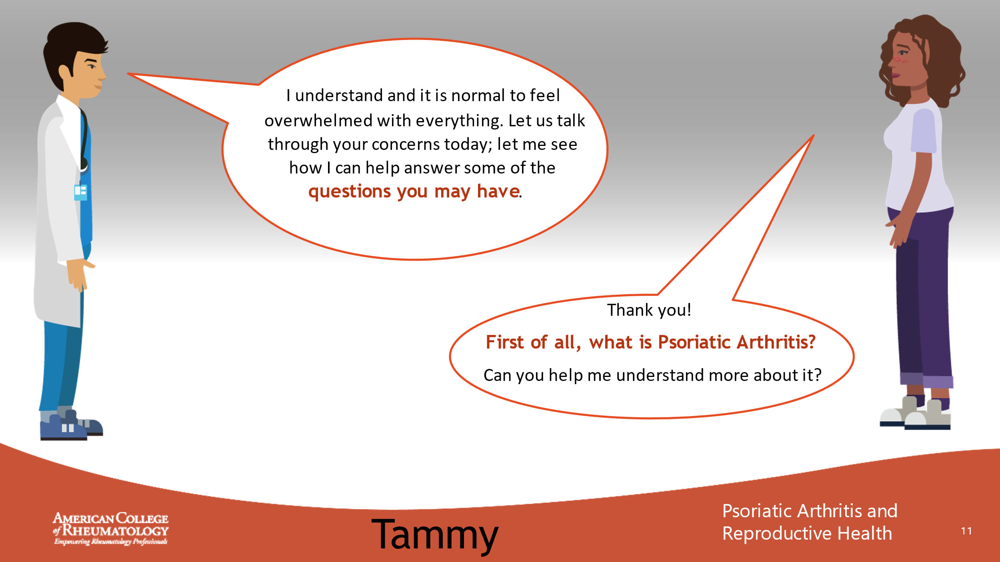 I understand and it is normal to feel
overwhelmed with everything. Let us talk
through your concerns today; let me see
how I can help answer some of the
questions you may have.
Thank you!
First of all, what is Psoriatic Arthritis?
Can you help me understand more about it?
AMERICAN COLLEGE
of RHEUMATOLOGY
Empowering Rheumatology Professionals
Tammy
Psoriatic Arthritis and
Reproductive Health
11